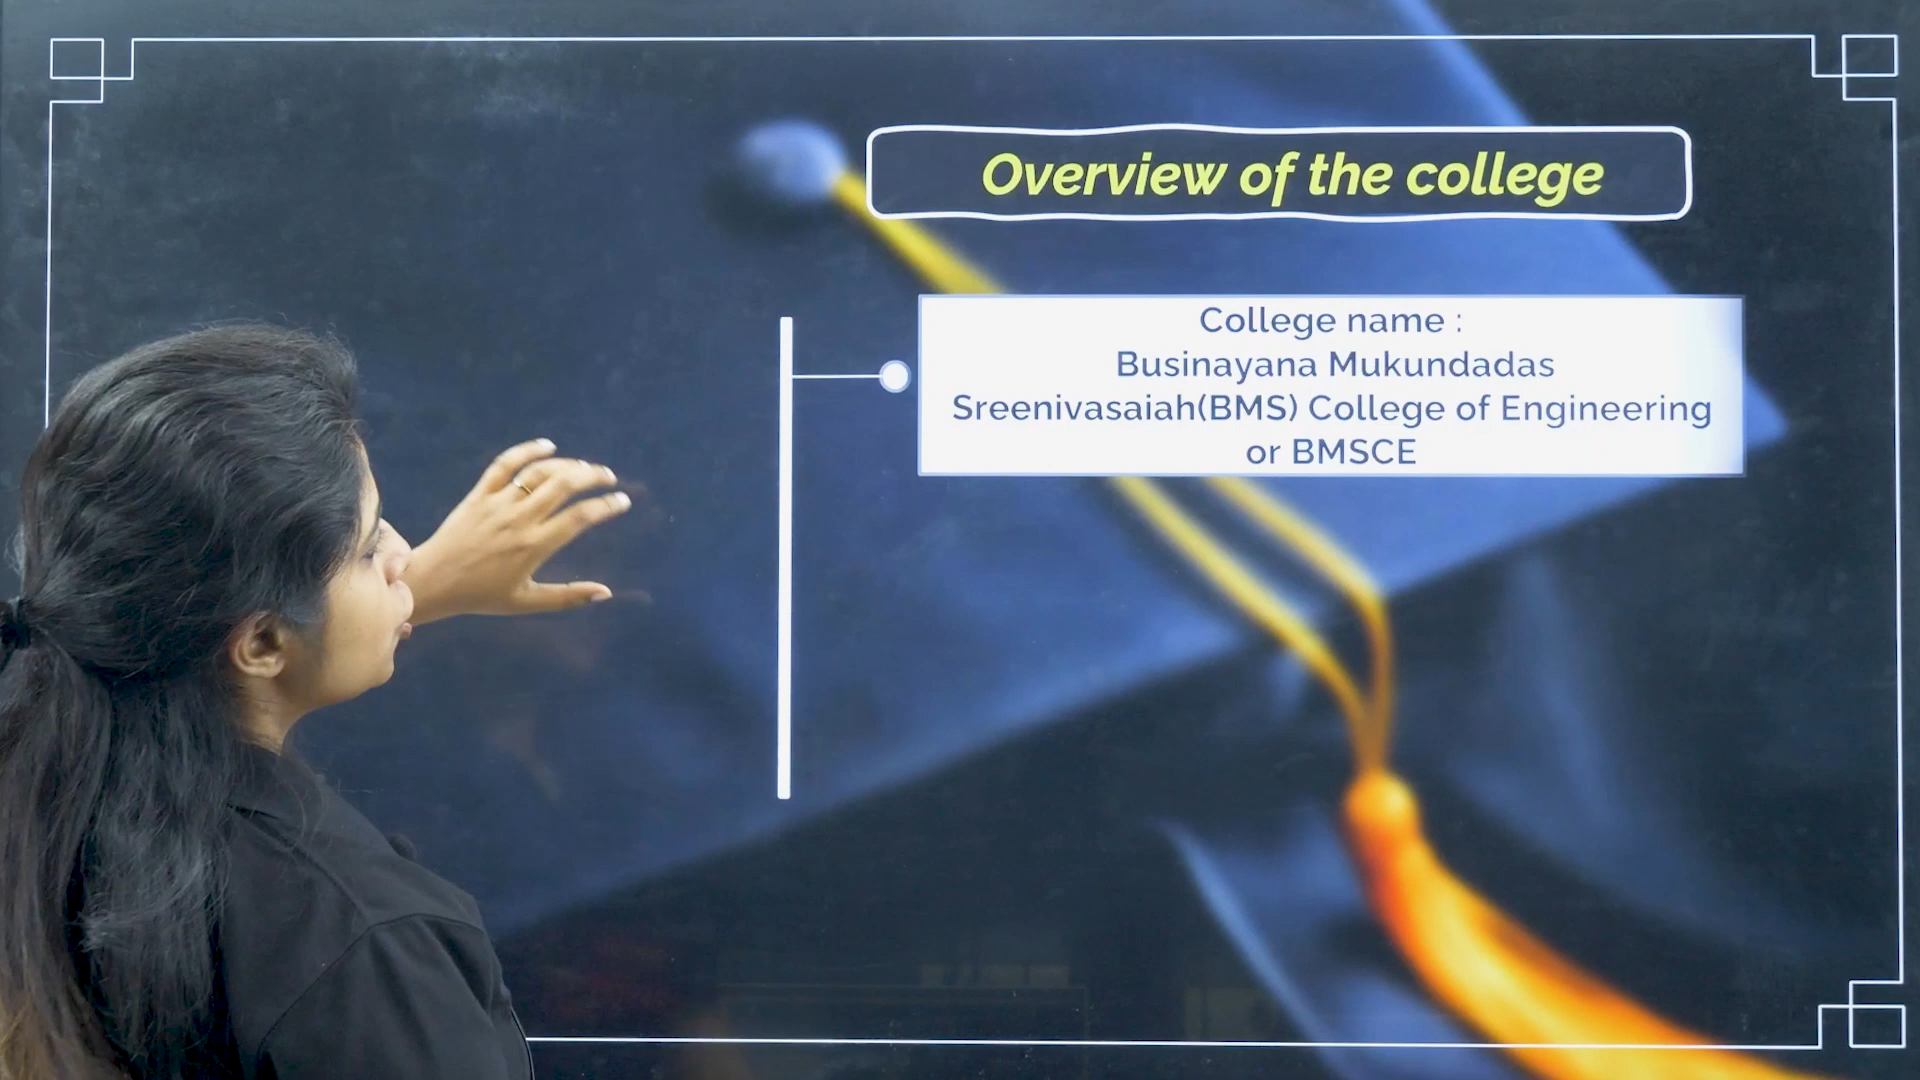 Overview of the college
College name :
Businayana Mukundadas
Sreenivasaiah(BMS) College of Engineering
or BMSCE